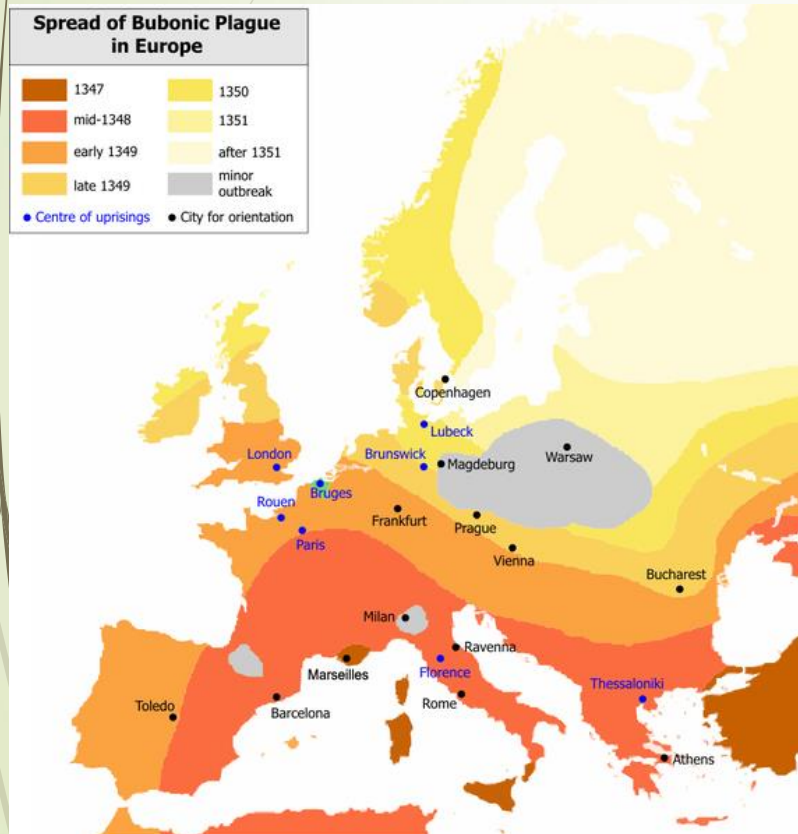 Spread of Bubonic Plague
in Europe
1347
mid-1348
early 1349
late 1349
1350
1351
after 1351
minor
outbreak
Centre of uprisings
City for orientation
Copenhagen
Lubeck
London
Brunswick
Magdeburg
Warsaw
Bruges
Rouen
Frankfurt
Prague
Paris
Vienna
Bucharest
Milan
Ravenna
Marseilles
Florence
Thessaloniki
Toledo
Barcelona
Rome
Athens